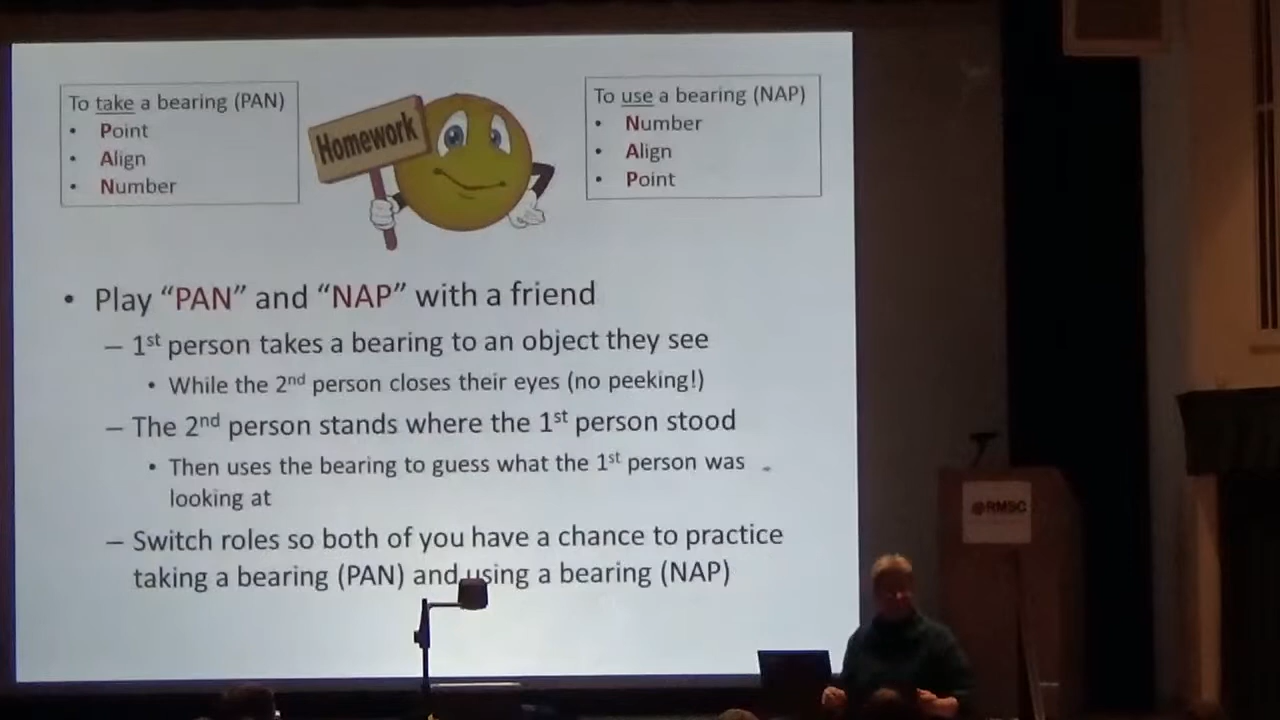 To take a bearing (PAN)
• Point
• Align
• Number
Homework
To use a bearing (NAP)
• Number
• Align
• Point
• Play “PAN” and “NAP” with a friend
– 1st person takes a bearing to an object they see
• While the 2nd person closes their eyes (no peeking!)
– The 2nd person stands where the 1st person stood
• Then uses the bearing to guess what the 1st person was
looking at
– Switch roles so both of you have a chance to practice
taking a bearing (PAN) and using a bearing (NAP)
@RMSC